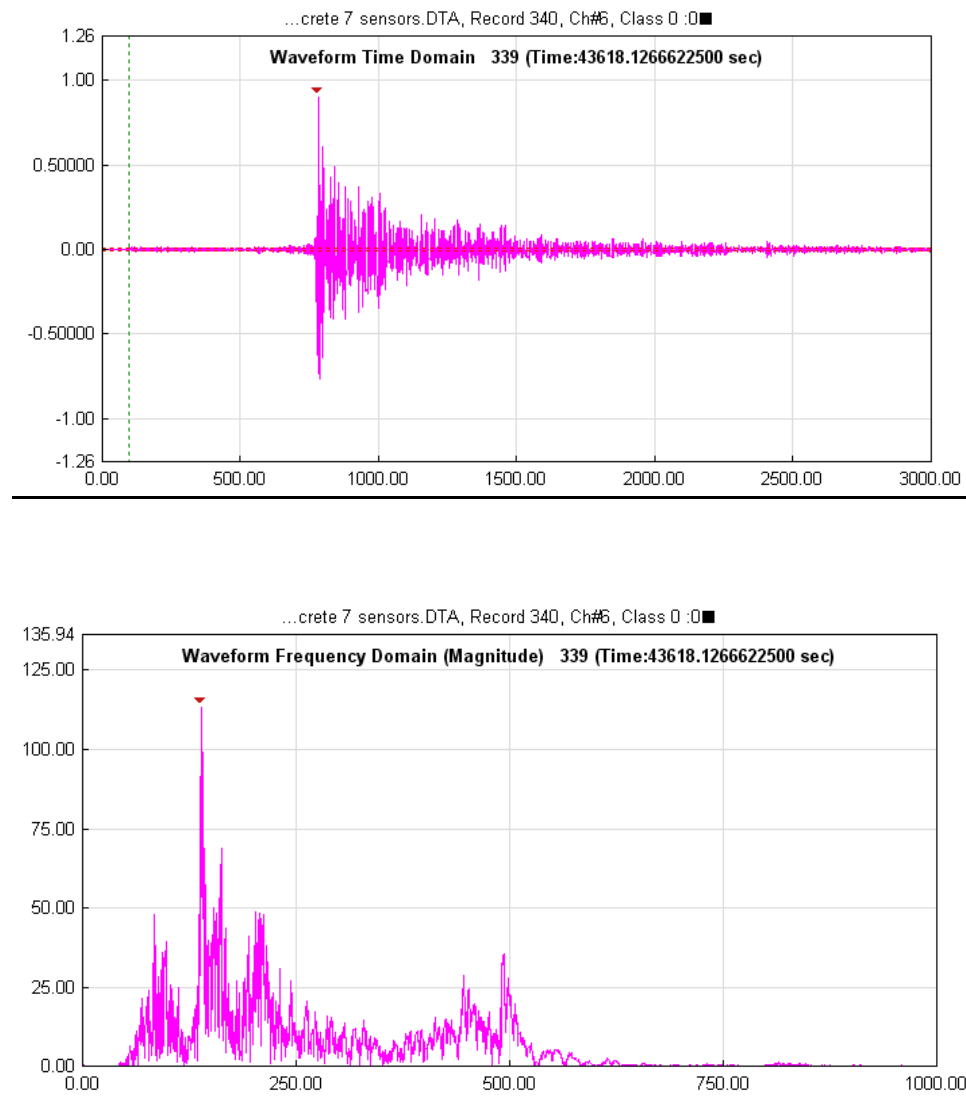 ...crete 7 sensors.DTA, Record 340, Ch#6, Class 0 :0■
1.26
Waveform Time Domain 339 (Time:43618.1266622500 sec)
1.00
0.50000
0.00
-0.50000
-1.00
-1.26
0.00 500.00 1000.00 1500.00 2000.00 2500.00 3000.00
...crete 7 sensors.DTA, Record 340, Ch#6, Class 0 :0■
135.94
Waveform Frequency Domain (Magnitude) 339 (Time:43618.1266622500 sec)
125.00
100.00
75.00
50.00
25.00
0.00
0.00 250.00 500.00 750.00 1000.00